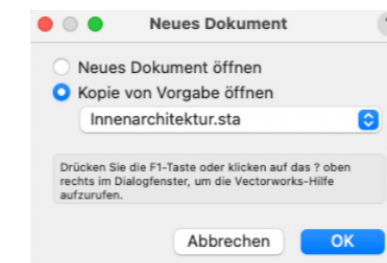 Neues Dokument
Neues Dokument öffnen
Kopie von Vorgabe öffnen
Innenarchitektur.sta
Drücken Sie die F1-Taste oder klicken auf das ? oben
rechts im Dialogfenster, um die Vectorworks-Hilfe
aufzurufen.
Abbrechen
OK